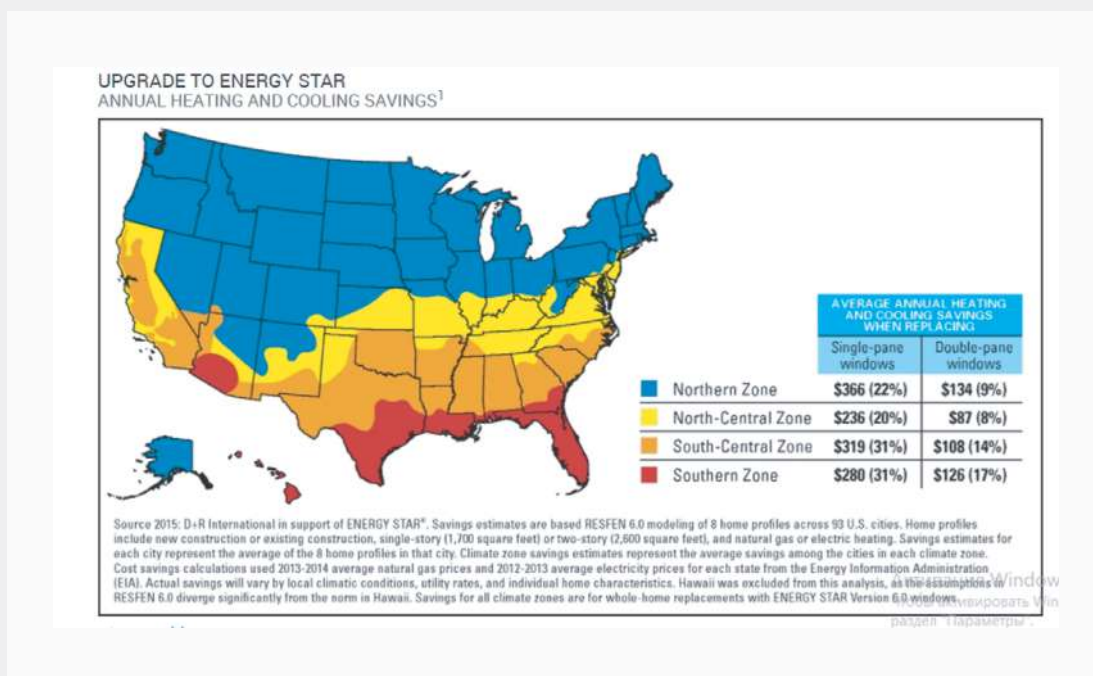 UPGRADE TO ENERGY STAR
ANNUAL HEATING AND COOLING SAVINGS1
AVERAGE ANNUAL HEATING
AND COOLING SAVINGS
WHEN REPLACING
Single-pane windows Double-pane windows
Northern Zone $366 (22%) $134 (9%)
North-Central Zone $236 (20%) $87 (8%)
South-Central Zone $319 (31%) $108 (14%)
Southern Zone $280 (31%) $126 (17%)
Source 2015: D+R International in support of ENERGY STAR®. Savings estimates are based RESFEN 6.0 modeling of 8 home profiles across 93 U.S. cities. Home profiles
include new construction or existing construction, single-story (1,700 square feet) or two-story (2,600 square feet), and natural gas or electric heating. Savings estimates for
each city represent the average of the 8 home profiles in that city. Climate zone savings estimates represent the average savings among the cities in each climate zone.
Cost savings calculations used 2013-2014 average natural gas prices and 2012-2013 average electricity prices for each state from the Energy Information Administration
(EIA). Actual savings will vary by local climatic conditions, utility rates, and individual home characteristics. Hawaii was excluded from this analysis, as the assumptions in
RESFEN 6.0 diverge significantly from the norm in Hawaii. Savings for all climate zones are for whole-home replacements with ENERGY STAR Version 6.0 windows.
раздел "Параметры".